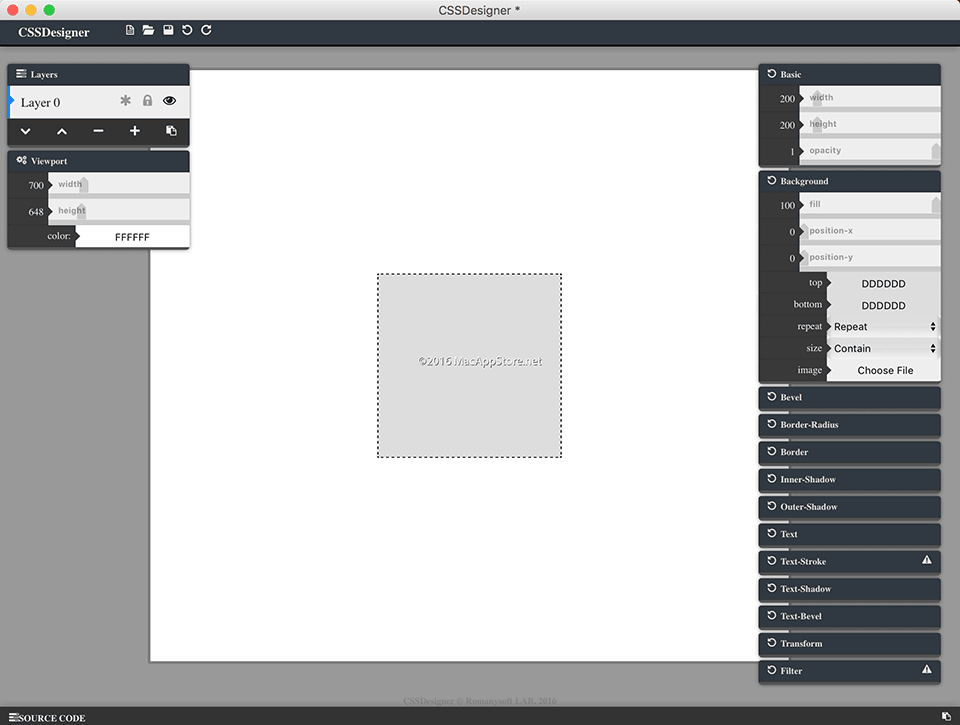 CSSDesigner *
CSSDesigner
Layers
Layer 0
Viewport
700 width
648 height
color: FFFFFF
©2016 MacAppStore.net
Basic
200 width
200 height
1 opacity
Background
100 fill
0 position-x
0 position-y
top DDDDDD
bottom DDDDDD
repeat Repeat
size Contain
image Choose File
Bevel
Border-Radius
Border
Inner-Shadow
Outer-Shadow
Text
Text-Stroke
Text-Shadow
Text-Bevel
Transform
Filter
CSSDesigner © Romanysoft LAB. 2016
SOURCE CODE